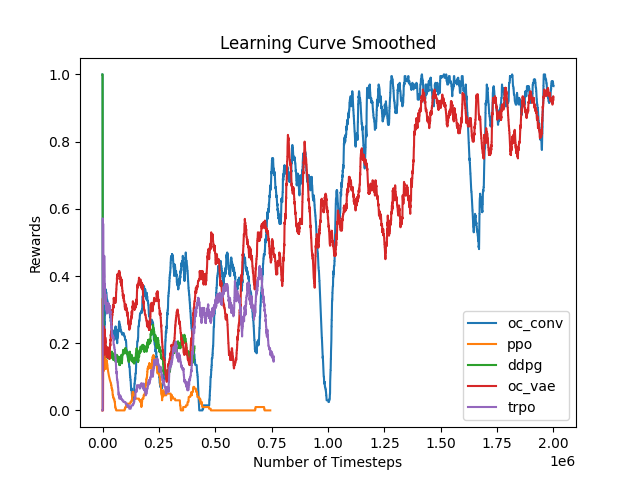 Learning Curve Smoothed
Rewards
1.0
0.8
0.6
0.4
0.2
0.0
oc_conv
ppo
ddpg
oc_vae
trpo
0.00 0.25 0.50 0.75 1.00 1.25 1.50 1.75 2.00
1e6
Number of Timesteps